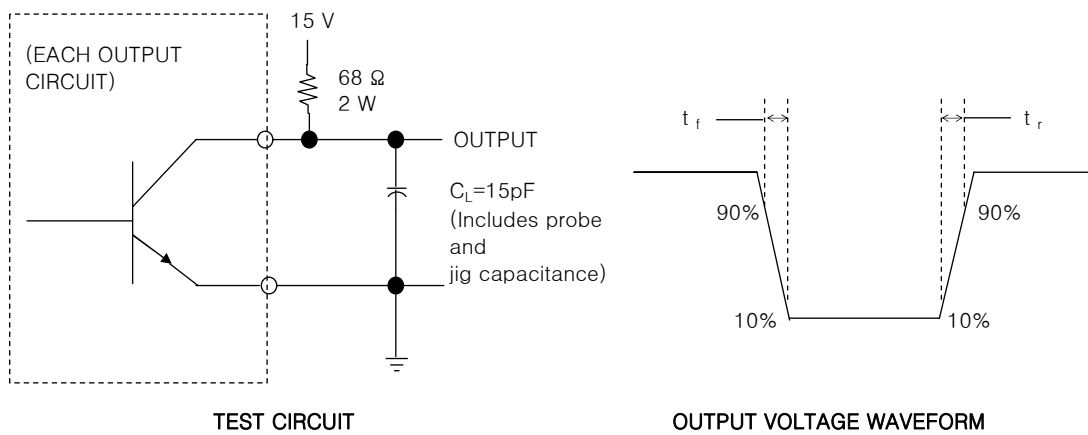 15 V
(EACH OUTPUT
CIRCUIT)
68 Ω
2 W
OUTPUT
C_L=15pF
(Includes probe
and
jig capacitance)
t f
t r
90%
90%
10%
10%
TEST CIRCUIT
OUTPUT VOLTAGE WAVEFORM